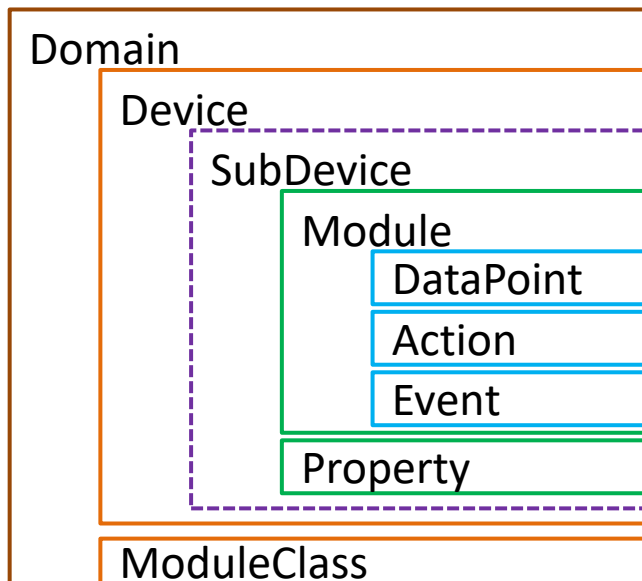 Domain
Device
SubDevice
Module
DataPoint
Action
Event
Property
ModuleClass